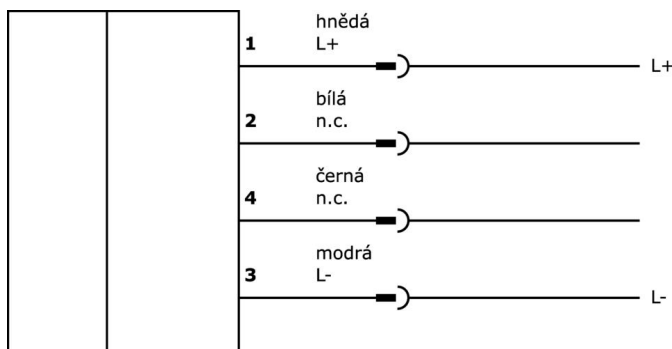 hnědá
1 L+
L+
bílá
2 n.c.
černá
4 n.c.
modrá
3 L-
L-